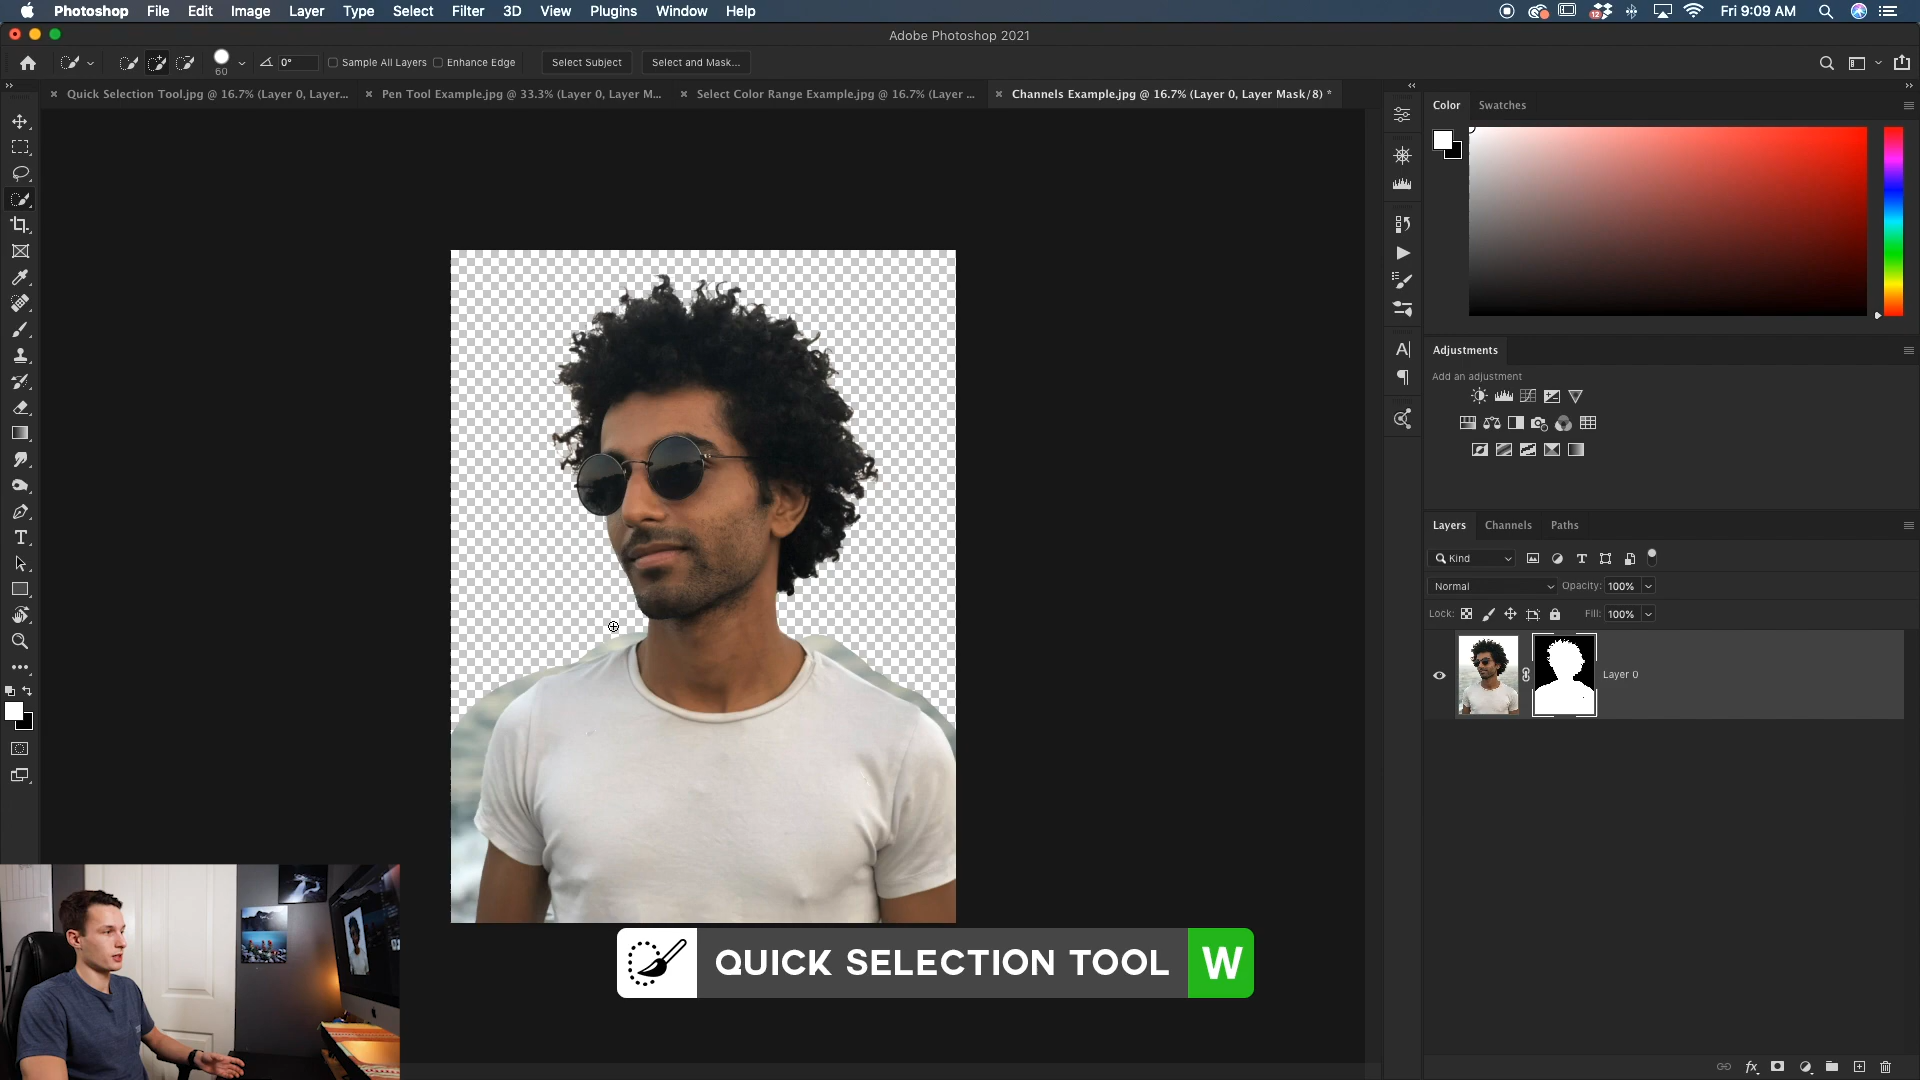 Photoshop File Edit Image Layer Type Select Filter 3D View Plugins Window Help
12
Fri 9:09 AM
Adobe Photoshop 2021
60
0°
Sample All Layers
Enhance Edge
Select Subject
Select and Mask...
Quick Selection Tool.jpg @ 16.7% (Layer 0, Layer...
Pen Tool Example.jpg @ 33.3% (Layer 0, Layer M...
Select Color Range Example.jpg @ 16.7% (Layer ...
Channels Example.jpg @ 16.7% (Layer 0, Layer Mask/8) *
Color Swatches
Adjustments
Add an adjustment
Layers Channels Paths
Kind
Normal
Opacity: 100%
Lock:
Fill: 100%
Layer 0
QUICK SELECTION TOOL W
fx